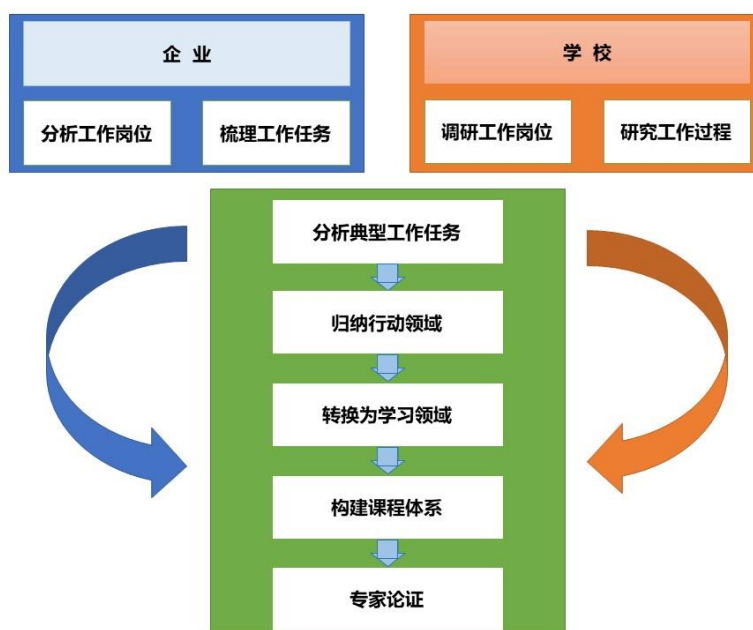 企 业
学 校
分析工作岗位
梳理工作任务
调研工作岗位
研究工作过程
分析典型工作任务
归纳行动领域
转换为学习领域
构建课程体系
专家论证